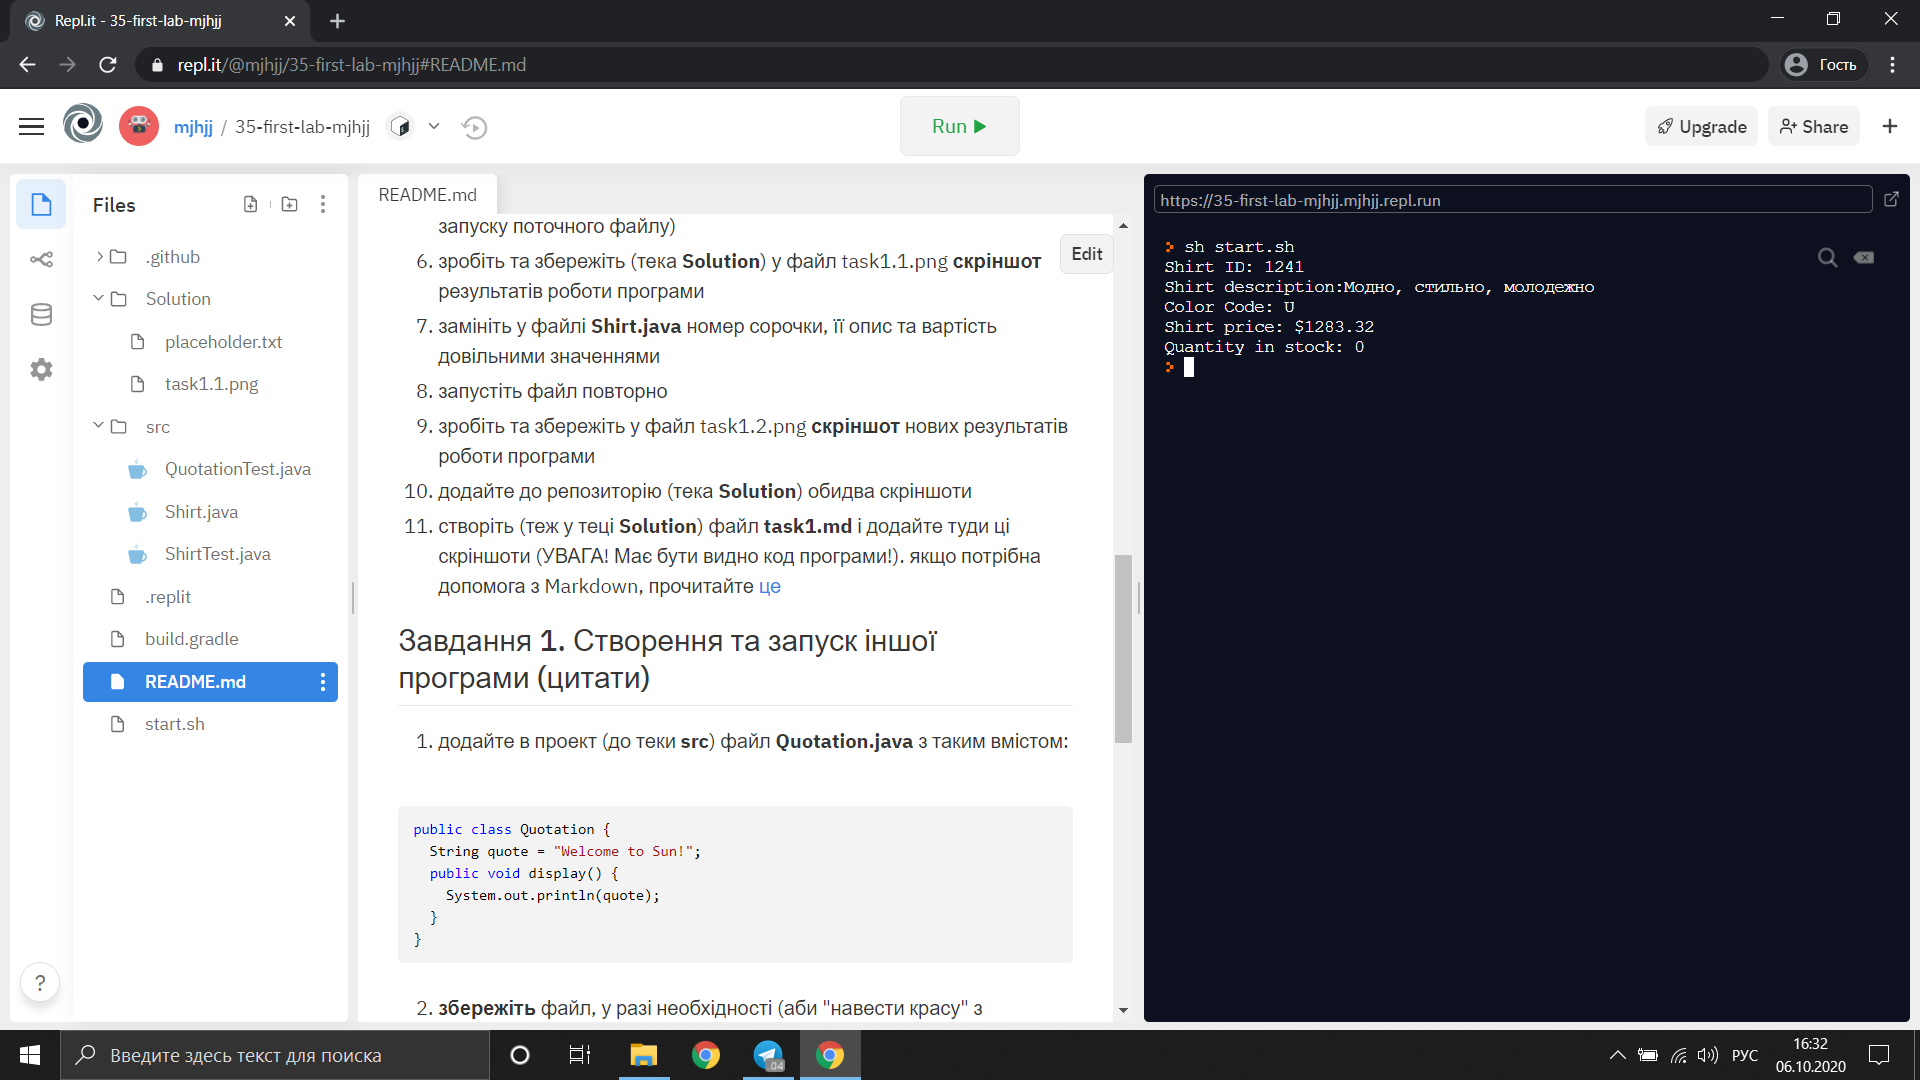 Repl.it - 35-first-lab-mjhjj
repl.it/@mjhjj/35-first-lab-mjhjj#README.md
Гость
mjhjj / 35-first-lab-mjhjj
Run
Upgrade
Share
Files
.github
Solution
placeholder.txt
task1.1.png
src
QuotationTest.java
Shirt.java
ShirtTest.java
.replit
build.gradle
README.md
start.sh
?
README.md
Edit
запуску поточного файлу)
6. зробіть та збережіть (тека Solution) у файл task1.1.png скріншот
результатів роботи програми
7. замініть у файлі Shirt.java номер сорочки, її опис та вартість
довільними значеннями
8. запустіть файл повторно
9. зробіть та збережіть у файл task1.2.png скріншот нових результатів
роботи програми
10. додайте до репозиторію (тека Solution) обидва скріншоти
11. створіть (теж у теці Solution) файл task1.md і додайте туди ці
скріншоти (УВАГА! Має бути видно код програми!). якщо потрібна
допомога з Markdown, прочитайте це
Завдання 1. Створення та запуск іншої
програми (цитати)
1. додайте в проект (до теки src) файл Quotation.java з таким вмістом:
public class Quotation {
String quote = "Welcome to Sun!";
public void display() {
System.out.println(quote);
}
}
2. збережіть файл, у разі необхідності (аби "навести красу" з
https://35-first-lab-mjhjj.mjhjj.repl.run
sh start.sh
Shirt ID: 1241
Shirt description:Модно, стильно, молодежно
Color Code: U
Shirt price: $1283.32
Quantity in stock: 0
Введите здесь текст для поиска
04
РУС
16:32
06.10.2020